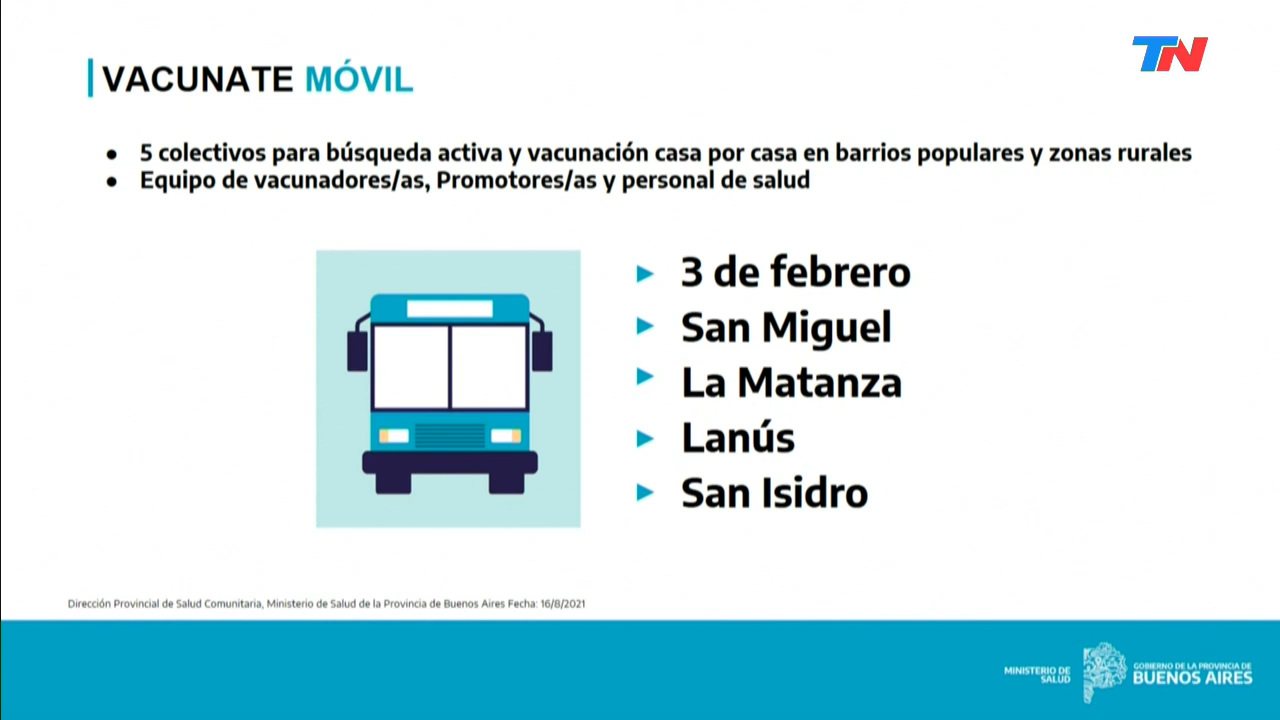 TN
VACUNATE MÓVIL
● 5 colectivos para búsqueda activa y vacunación casa por casa en barrios populares y zonas rurales
● Equipo de vacunadores/as, Promotores/as y personal de salud
► 3 de febrero
► San Miguel
► La Matanza
► Lanús
► San Isidro
Dirección Provincial de Salud Comunitaria, Ministerio de Salud de la Provincia de Buenos Aires Fecha: 16/8/2021
MINISTERIO DE
SALUD
GOBIERNO DE LA PROVINCIA DE
BUENOS AIRES